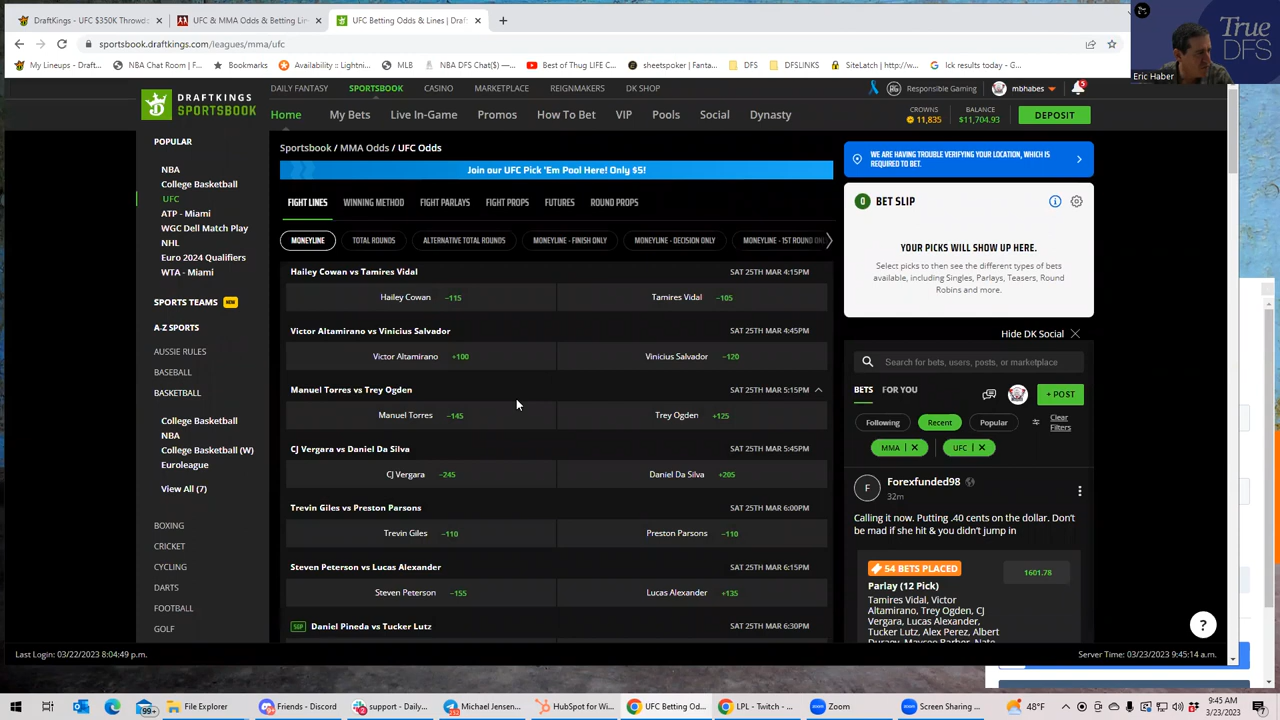 DraftKings - UFC $350K Throwdo
UFC & MMA Odds & Betting Lin
UFC Betting Odds & Lines | Draf
sportsbook.draftkings.com/leagues/mma/ufc
My Lineups - Draft...
NBA Chat Room | F...
Bookmarks
Availability :: Lightni...
MLB
NBA DFS Chat($) -...
Best of Thug LIFE C...
sheetspoker | Fanta...
DFS
DFSLINKS
SiteLatch | http://w...
lck results today - G...
True
DFS
Eric Haber
DRAFTKINGS
SPORTSBOOK
DAILY FANTASY
SPORTSBOOK
CASINO
MARKETPLACE
REIGNMAKERS
DK SHOP
RG
Responsible Gaming
mbhabes
5
Home
My Bets
Live In-Game
Promos
How To Bet
VIP
Pools
Social
Dynasty
CROWNS
11,835
BALANCE
$11,704.93
DEPOSIT
POPULAR
NBA
College Basketball
UFC
ATP - Miami
WGC Dell Match Play
NHL
Euro 2024 Qualifiers
WTA - Miami
SPORTS TEAMS NEW
A-Z SPORTS
AUSSIE RULES
BASEBALL
BASKETBALL
College Basketball
NBA
College Basketball (W)
Euroleague
View All (7)
BOXING
CRICKET
CYCLING
DARTS
FOOTBALL
GOLF
Sportsbook / MMA Odds / UFC Odds
Join our UFC Pick 'Em Pool Here! Only $5!
FIGHT LINES
WINNING METHOD
FIGHT PARLAYS
FIGHT PROPS
FUTURES
ROUND PROPS
MONEYLINE
TOTAL ROUNDS
ALTERNATIVE TOTAL ROUNDS
MONEYLINE - FINISH ONLY
MONEYLINE - DECISION ONLY
MONEYLINE - 1ST ROUND ON
Hailey Cowan vs Tamires Vidal
SAT 25TH MAR 4:15PM
Hailey Cowan −115
Tamires Vidal −105
Victor Altamirano vs Vinicius Salvador
SAT 25TH MAR 4:45PM
Victor Altamirano +100
Vinicius Salvador −120
Manuel Torres vs Trey Ogden
SAT 25TH MAR 5:15PM
Manuel Torres −145
Trey Ogden +125
CJ Vergara vs Daniel Da Silva
SAT 25TH MAR 5:45PM
CJ Vergara −245
Daniel Da Silva +205
Trevin Giles vs Preston Parsons
SAT 25TH MAR 6:00PM
Trevin Giles −110
Preston Parsons −110
Steven Peterson vs Lucas Alexander
SAT 25TH MAR 6:15PM
Steven Peterson −155
Lucas Alexander +135
SGP Daniel Pineda vs Tucker Lutz
SAT 25TH MAR 6:30PM
WE ARE HAVING TROUBLE VERIFYING YOUR LOCATION, WHICH IS
REQUIRED TO BET.
0 BET SLIP
YOUR PICKS WILL SHOW UP HERE.
Select picks to then see the different types of bets
available, including Singles, Parlays, Teasers, Round
Robins and more.
Hide DK Social
Search for bets, users, posts, or marketplace
BETS
FOR YOU
+ POST
Following
Recent
Popular
Clear
Filters
MMA
UFC
F
Forexfunded98
32m
Calling it now. Putting .40 cents on the dollar. Don't
be mad if she hit & you didn't jump in
54 BETS PLACED
1601.78
Parlay (12 Pick)
Tamires Vidal, Victor
Altamirano, Trey Ogden, CJ
Vergara, Lucas Alexander,
Tucker Lutz, Alex Perez, Albert
?
Last Login: 03/22/2023 8:04:49 p.m.
Server Time: 03/23/2023 9:45:14 a.m.
99+
File Explorer
Friends - Discord
support - Daily...
Michael Jensen...
HubSpot for Wi...
UFC Betting Od...
LPL - Twitch - ...
Zoom
Screen Sharing ...
48°F
9:45 AM
3/23/2023